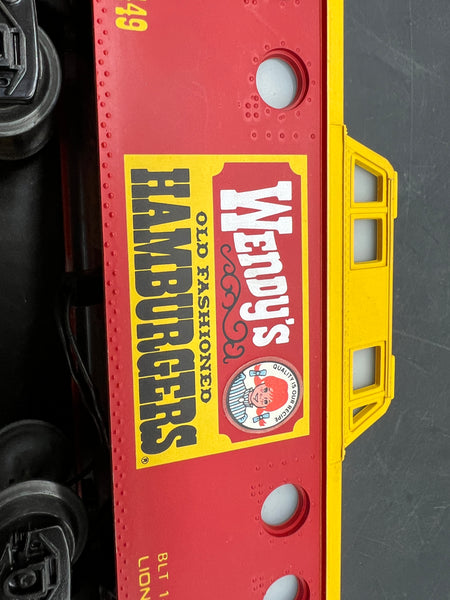 49
Wendy's
QUALITY IS OUR RECIPE
OLD FASHIONED
HAMBURGERS®
BLT 1
LION